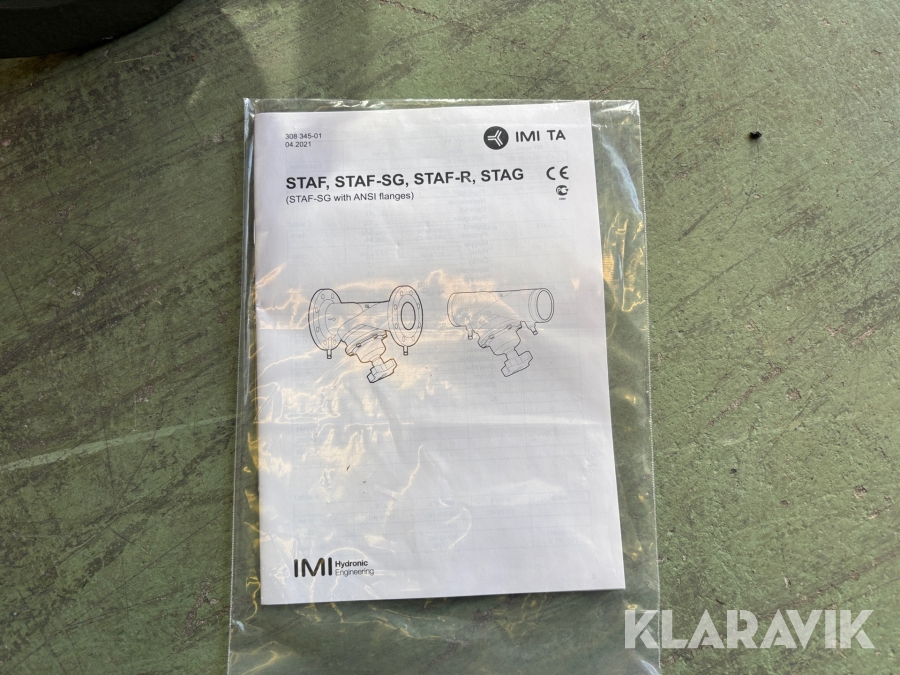 308 345-01
04.2021
IMI TA
STAF, STAF-SG, STAF-R, STAG
CE
(STAF-SG with ANSI flanges)
IMI Hydronic
Engineering
KLARAVIK